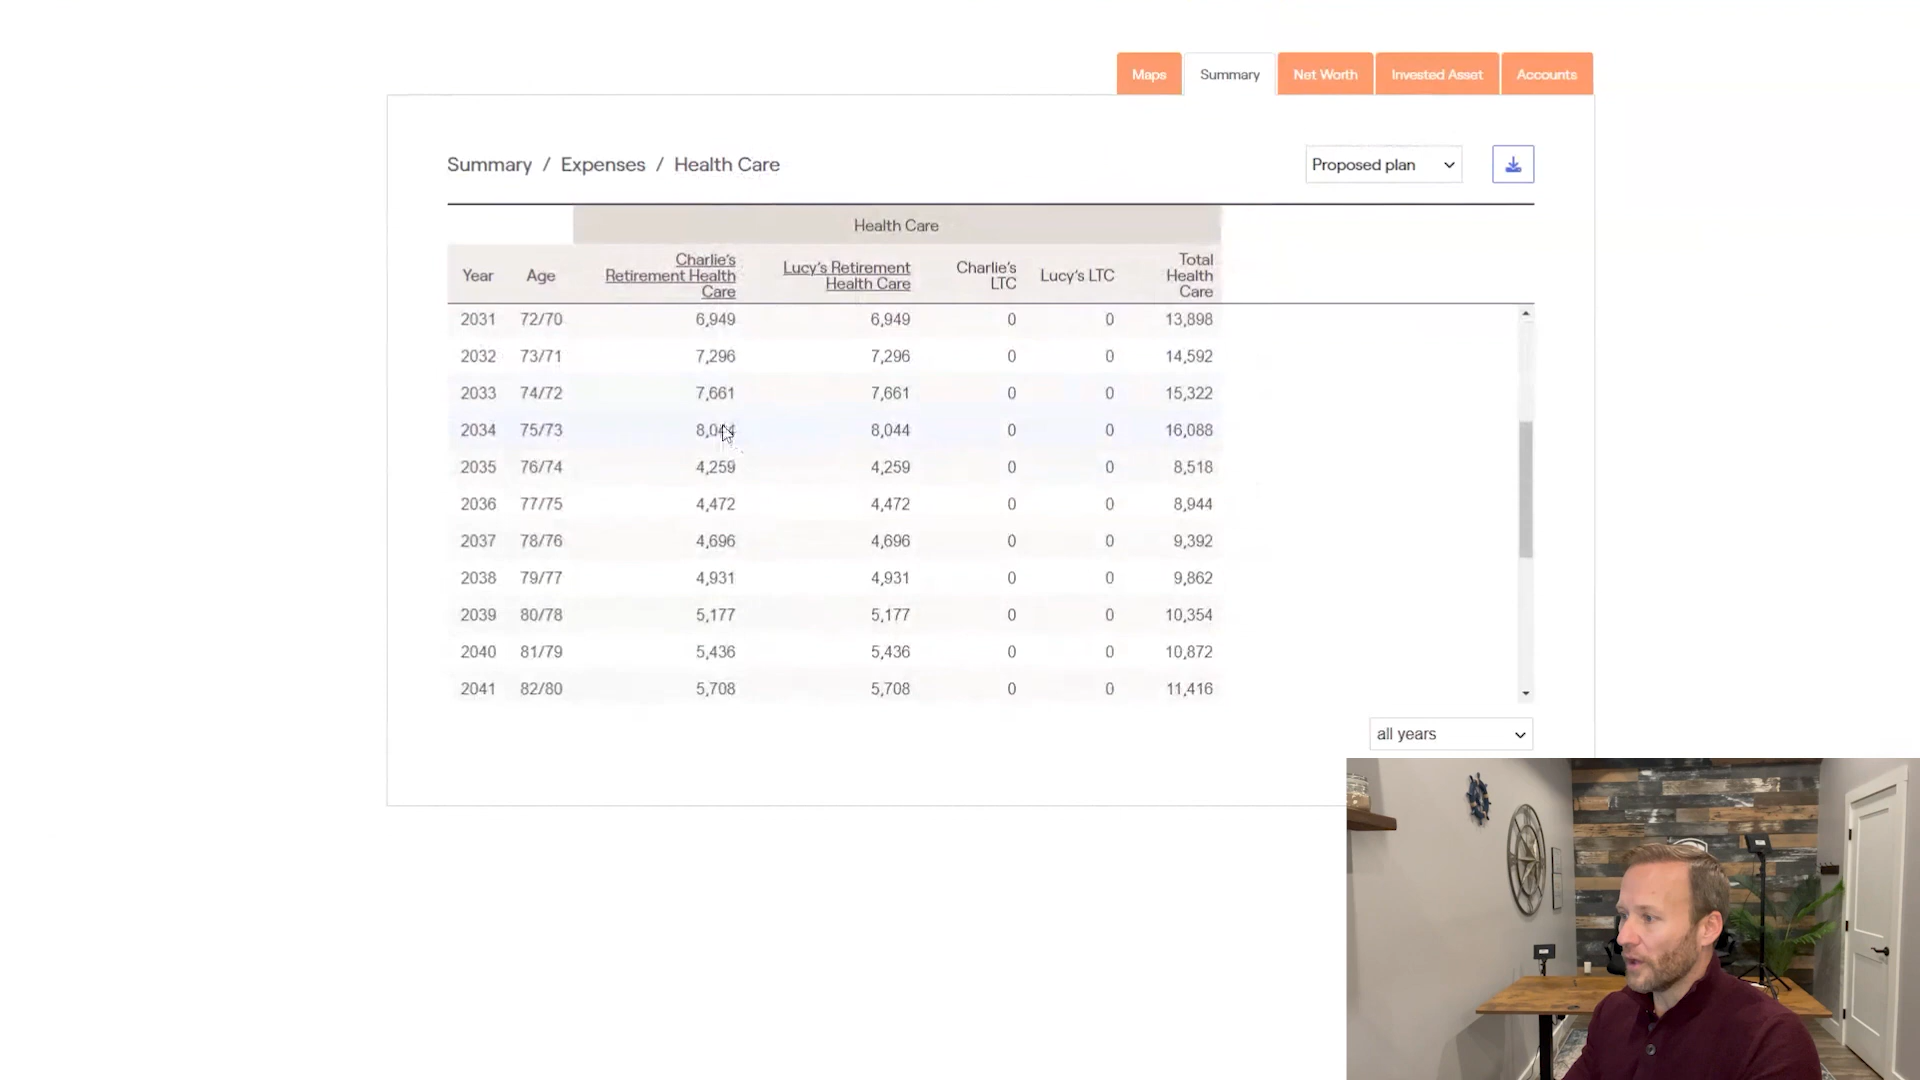 Maps Summary Net Worth Invested Asset Accounts
Summary / Expenses / Health Care
Proposed plan
Health Care
Year Age Charlie's Retirement Health Care Lucy's Retirement Health Care Charlie's LTC Lucy's LTC Total Health Care
2031 72/70 6,949 6,949 0 0 13,898
2032 73/71 7,296 7,296 0 0 14,592
2033 74/72 7,661 7,661 0 0 15,322
2034 75/73 8,044 8,044 0 0 16,088
2035 76/74 4,259 4,259 0 0 8,518
2036 77/75 4,472 4,472 0 0 8,944
2037 78/76 4,696 4,696 0 0 9,392
2038 79/77 4,931 4,931 0 0 9,862
2039 80/78 5,177 5,177 0 0 10,354
2040 81/79 5,436 5,436 0 0 10,872
2041 82/80 5,708 5,708 0 0 11,416
all years